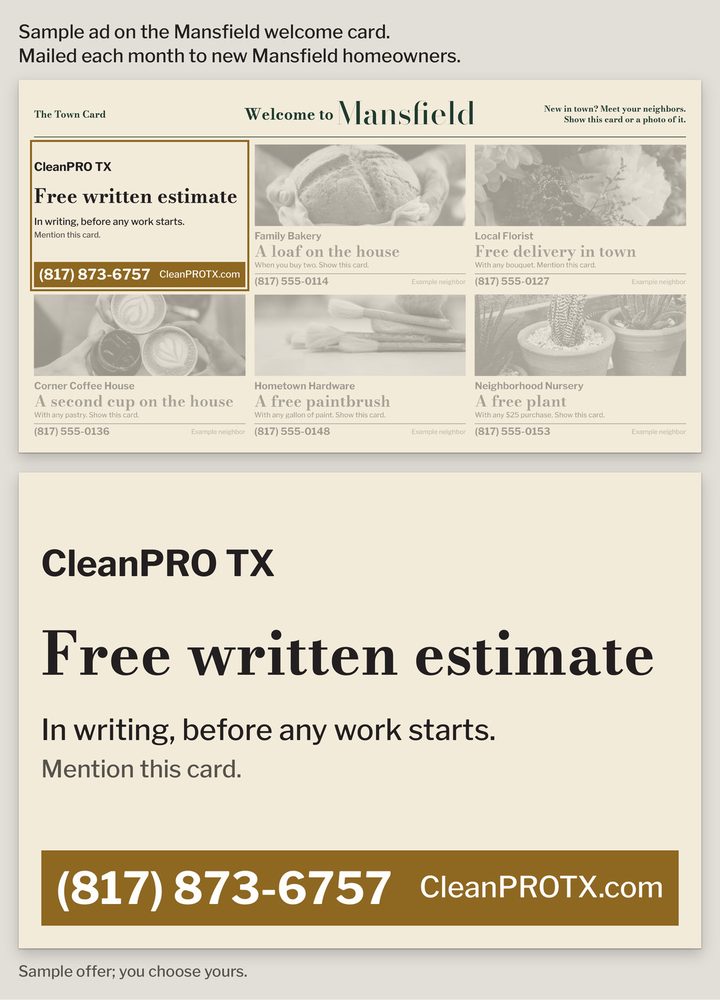 Sample ad on the Mansfield welcome card.
Mailed each month to new Mansfield homeowners.
The Town Card
Welcome to Mansfield
New in town? Meet your neighbors.
Show this card or a photo of it.
CleanPRO TX
Free written estimate
In writing, before any work starts.
Mention this card.
(817) 873-6757 CleanPROTX.com
Family Bakery
A loaf on the house
When you buy two. Show this card.
(817) 555-0114 Example neighbor
Local Florist
Free delivery in town
With any bouquet. Mention this card.
(817) 555-0127 Example neighbor
Corner Coffee House
A second cup on the house
With any pastry. Show this card.
(817) 555-0136 Example neighbor
Hometown Hardware
A free paintbrush
With any gallon of paint. Show this card.
(817) 555-0148 Example neighbor
Neighborhood Nursery
A free plant
With any $25 purchase. Show this card.
(817) 555-0153 Example neighbor
CleanPRO TX
Free written estimate
In writing, before any work starts.
Mention this card.
(817) 873-6757 CleanPROTX.com
Sample offer; you choose yours.